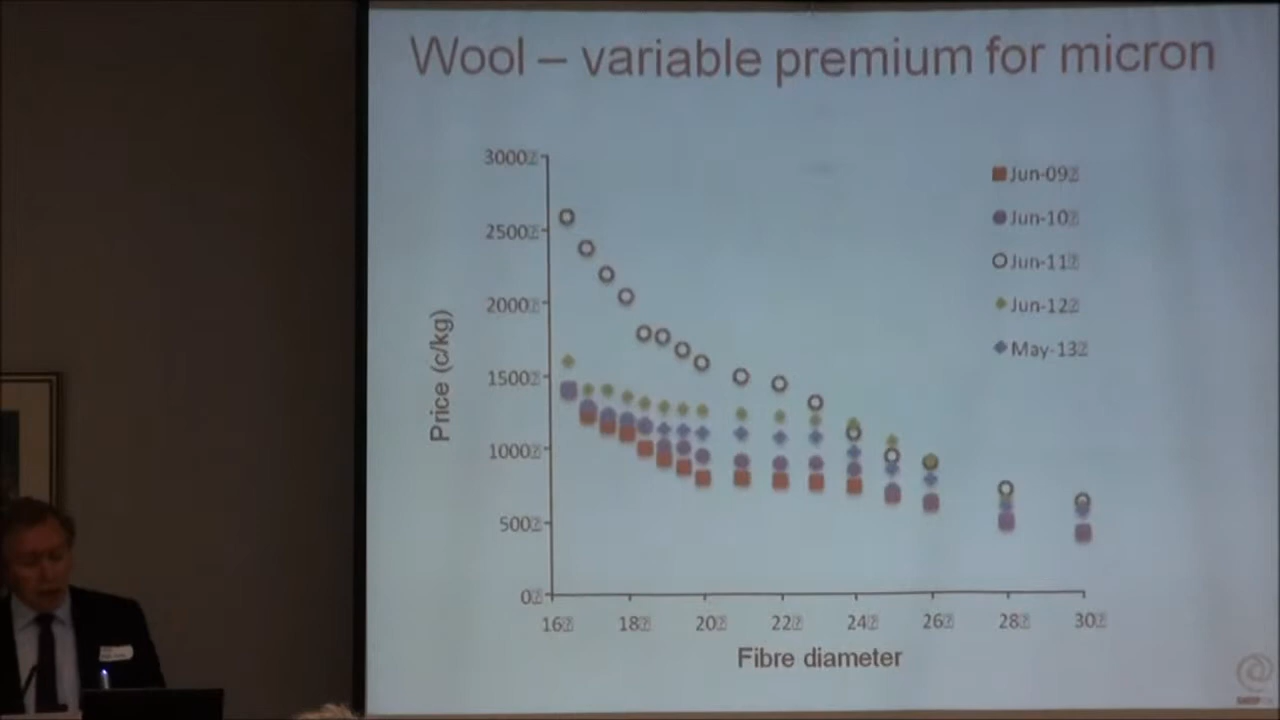 Wool – variable premium for micron
3000
2500
2000
1500
1000
500
0
Price (c/kg)
16 18 20 22 24 26 28 30
Fibre diameter
Jun-09
Jun-10
Jun-11
Jun-12
May-13